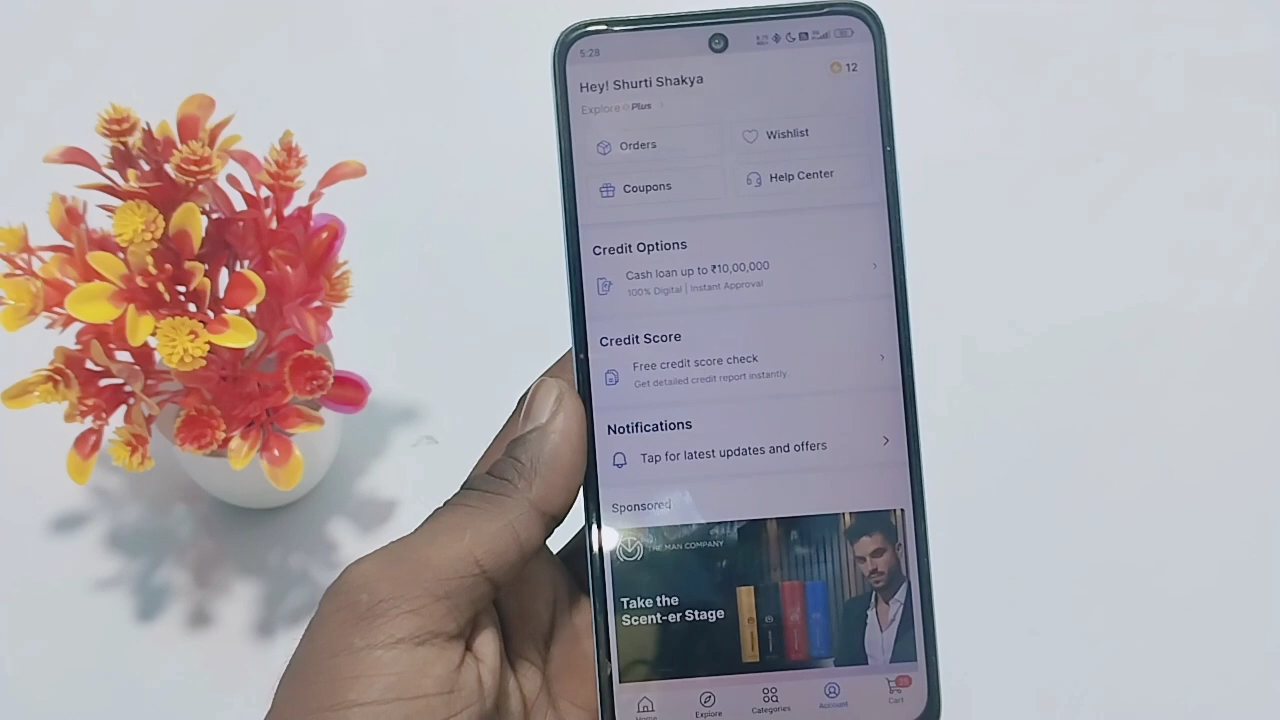 5:28
Hey! Shurti Shakya
12
Explore Plus
Orders
Wishlist
Coupons
Help Center
Credit Options
Cash loan up to ₹10,00,000
100% Digital | Instant Approval
Credit Score
Free credit score check
Get detailed credit report instantly
Notifications
Tap for latest updates and offers
Sponsored
THE MAN COMPANY
Take the
Scent-er Stage
Home
Explore
Categories
Account
Cart